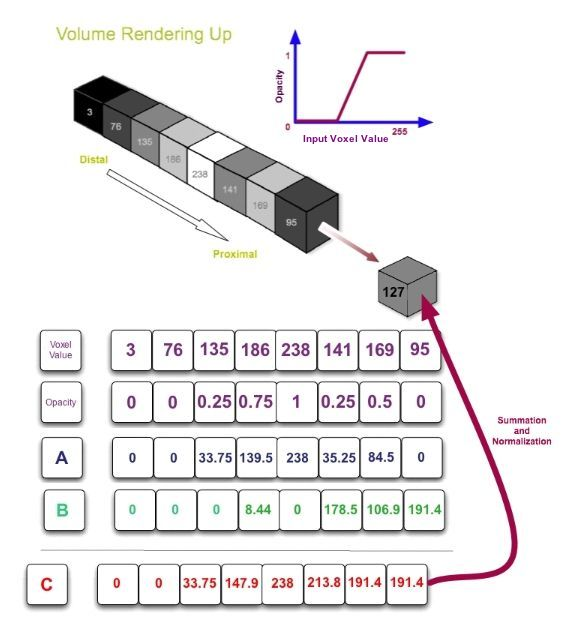 Volume Rendering Up
1
Opacity
0
Input Voxel Value
255
3
76
135
186
238
141
169
95
Distal
Proximal
127
Voxel
Value
3 76 135 186 238 141 169 95
Opacity
0 0 0.25 0.75 1 0.25 0.5 0
Summation
and
Normalization
A
0 0 33.75 139.5 238 35.25 84.5 0
B
0 0 0 8.44 0 178.5 106.9 191.4
C
0 0 33.75 147.9 238 213.8 191.4 191.4